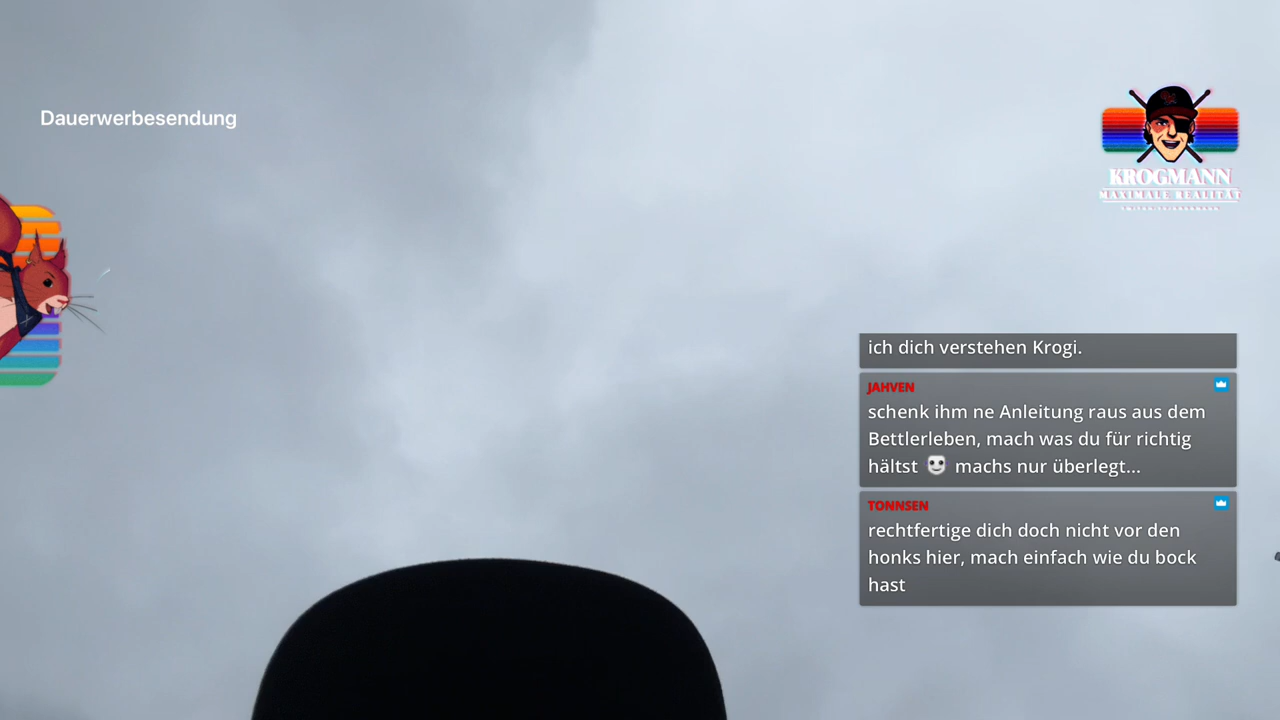 Dauerwerbesendung
KROGMANN
MAXIMALE REALITÄT
ich dich verstehen Krogi.
JAHVEN
schenk ihm ne Anleitung raus aus dem
Bettlerleben, mach was du für richtig
hältst machs nur überlegt...
TONNSEN
rechtfertige dich doch nicht vor den
honks hier, mach einfach wie du bock
hast